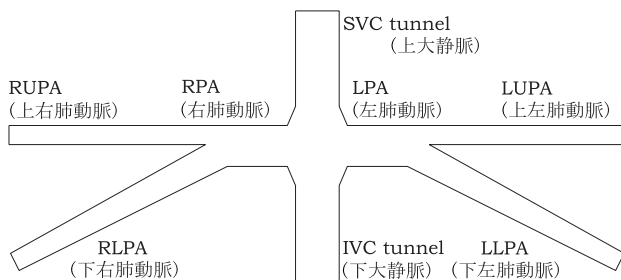 SVC tunnel
(上大静脈)
RUPA
(上右肺動脈)
RPA
(右肺動脈)
LPA
(左肺動脈)
LUPA
(上左肺動脈)
RLPA
(下右肺動脈)
IVC tunnel
(下大静脈)
LLPA
(下左肺動脈)